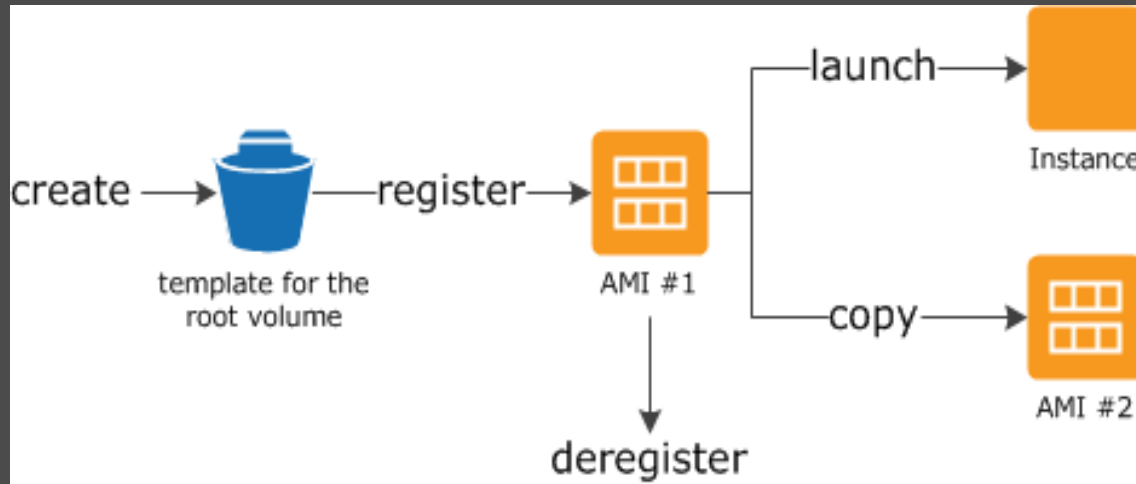 launch
Instance
create
register
template for the
root volume
AMI #1
copy
AMI #2
deregister